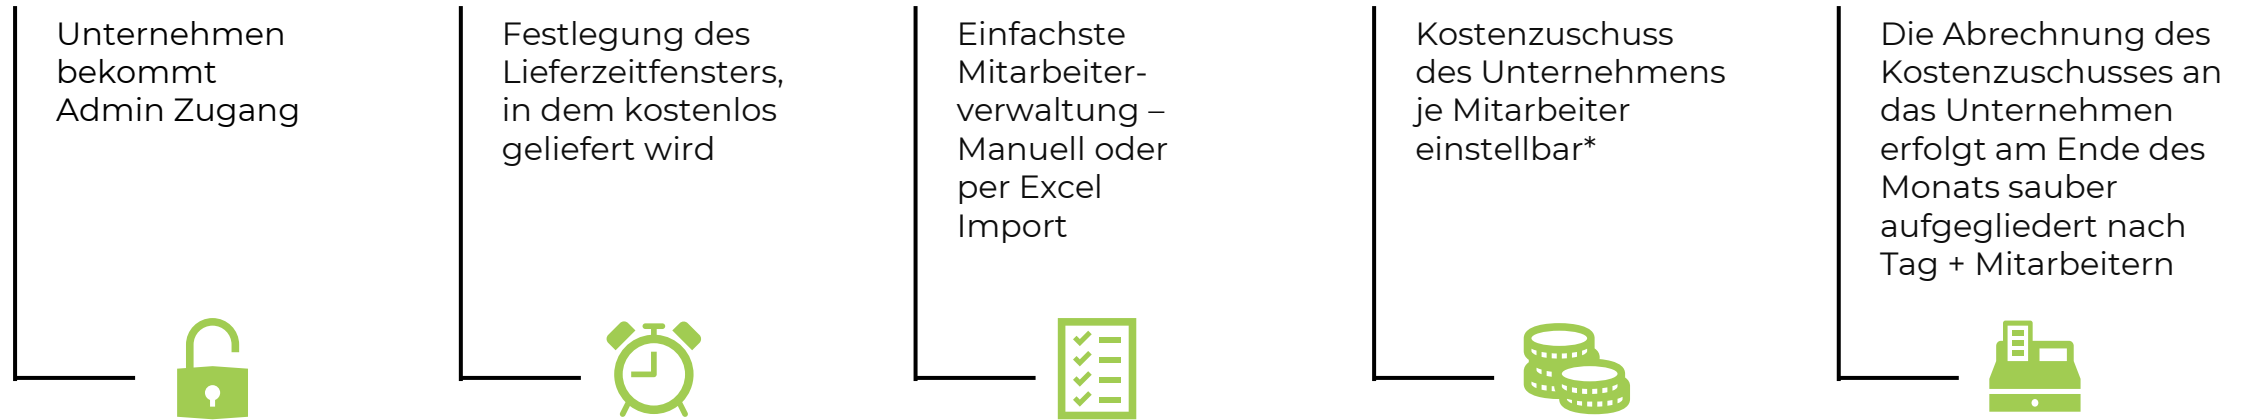 Unternehmen
bekommt
Admin Zugang
Festlegung des
Lieferzeitfensters,
in dem kostenlos
geliefert wird
Einfachste
Mitarbeiter-
verwaltung –
Manuell oder
per Excel
Import
Kostenzuschuss
des Unternehmens
je Mitarbeiter
einstellbar*
Die Abrechnung des
Kostenzuschusses an
das Unternehmen
erfolgt am Ende des
Monats sauber
aufgegliedert nach
Tag + Mitarbeitern